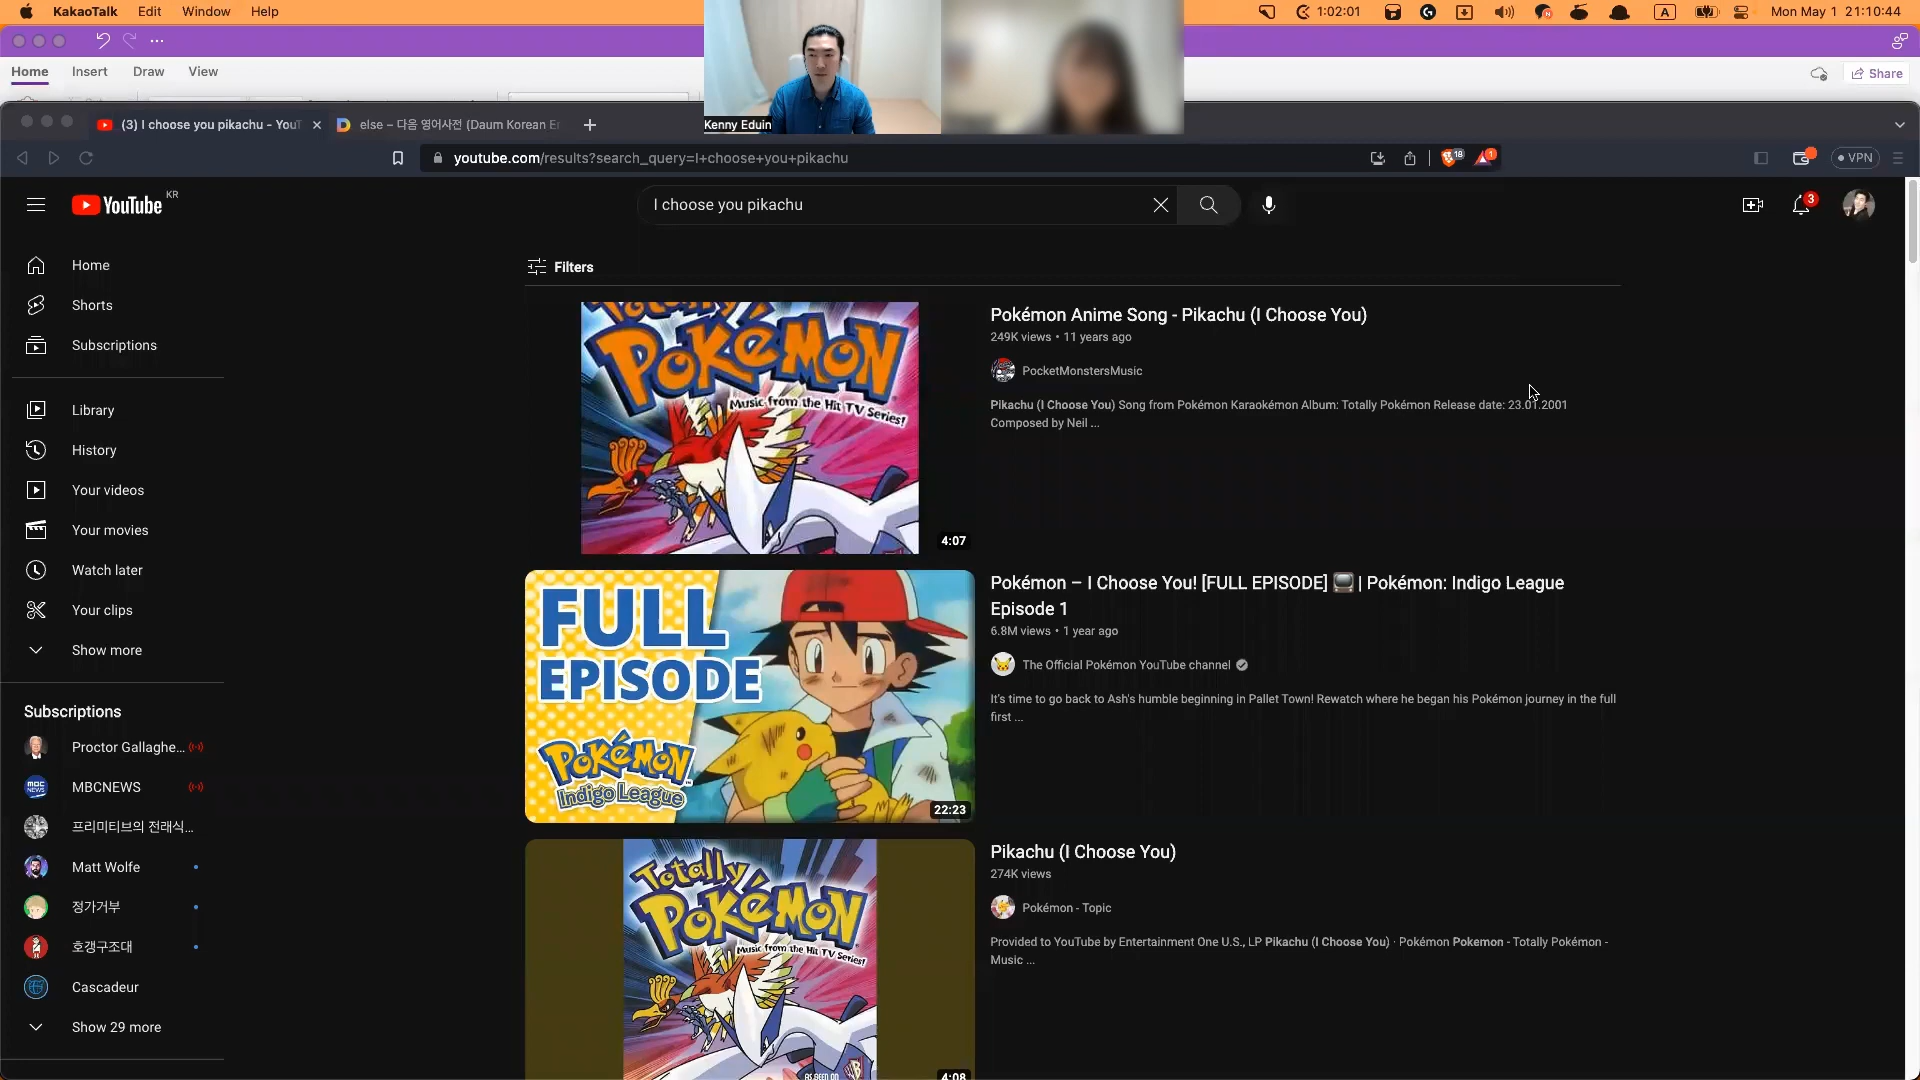 KakaoTalk Edit Window Help
1:02:01
A
Mon May 1 21:10:44
Home Insert Draw View
Share
Kenny Eduin
(3) I choose you pikachu - YouT
else – 다음 영어사전 (Daum Korean E
youtube.com/results?search_query=I+choose+you+pikachu
18
1
VPN
YouTube KR
I choose you pikachu
3
Home
Shorts
Subscriptions
Library
History
Your videos
Your movies
Watch later
Your clips
Show more
Subscriptions
Proctor Gallaghe...
MBCNEWS
프리미티브의 전래식...
Matt Wolfe
정가거부
호갱구조대
Cascadeur
Show 29 more
Filters
Totally
Pokémon
Music from the Hit TV Series!
4:07
Pokémon Anime Song - Pikachu (I Choose You)
249K views • 11 years ago
PocketMonstersMusic
Pikachu (I Choose You) Song from Pokémon Karaokémon Album: Totally Pokémon Release date: 23.01.2001
Composed by Neil ...
FULL
EPISODE
Pokémon
Indigo League
22:23
Pokémon – I Choose You! [FULL EPISODE] 📺 | Pokémon: Indigo League
Episode 1
6.8M views • 1 year ago
The Official Pokémon YouTube channel
It's time to go back to Ash's humble beginning in Pallet Town! Rewatch where he began his Pokémon journey in the full
first ...
Totally
Pokémon
Music from the Hit TV Series!
AS SEEN ON
4:08
Pikachu (I Choose You)
274K views
Pokémon - Topic
Provided to YouTube by Entertainment One U.S., LP Pikachu (I Choose You) · Pokémon Pokemon - Totally Pokémon -
Music ...